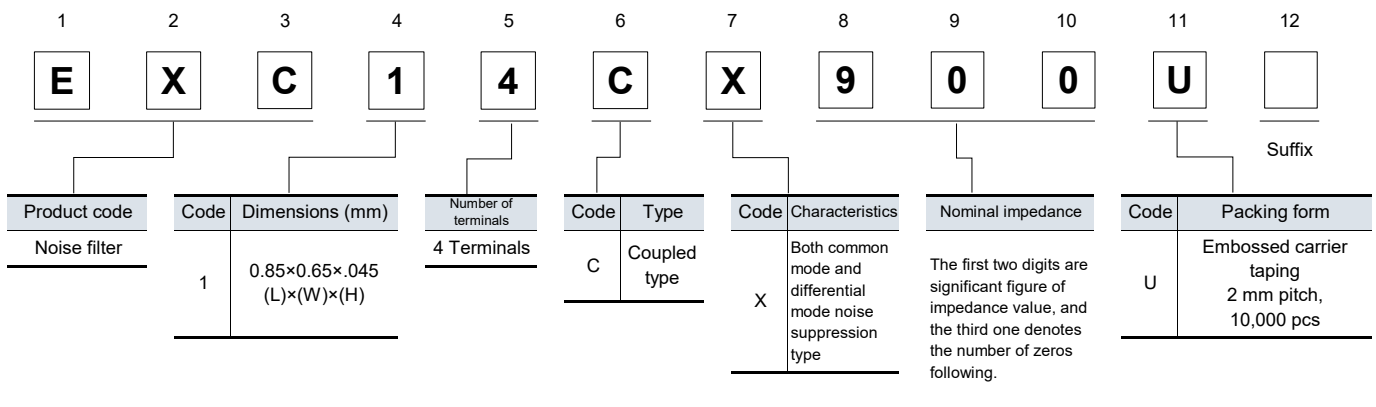 1 2 3 4 5 6 7 8 9 10 11 12
E X C 1 4 C X 9 0 0 U
Suffix
Product code
Noise filter
Code Dimensions (mm)
1
0.85×0.65×.045
(L)×(W)×(H)
Number of
terminals
4 Terminals
Code Type
C
Coupled
type
Code Characteristics
X
Both common
mode and
differential
mode noise
suppression
type
Nominal impedance
The first two digits are
significant figure of
impedance value, and
the third one denotes
the number of zeros
following.
Code Packing form
U
Embossed carrier
taping
2 mm pitch,
10,000 pcs